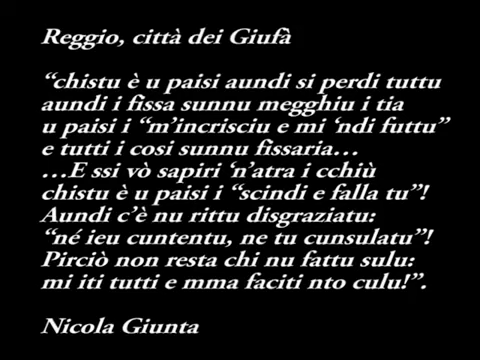 Reggio, città dei Giufà
“chistu è u paisi aundi si perdi tuttu
aundi i fissa sunnu megghiu i tia
u paisi i “m’incrisciu e mi ‘ndi futtu”
e tutti i cosi sunnu fissaria...
...E ssi vò sapiri ‘n’atra i cchiù
chistu è u paisi i “scindi e falla tu”!
Aundi c’è nu rittu disgraziatu:
“né ieu cuntentu, ne tu cunsulatu”!
Pirciò non resta chi nu fattu sulu:
mi iti tutti e mma faciti nto culu!”.
Nicola Giunta